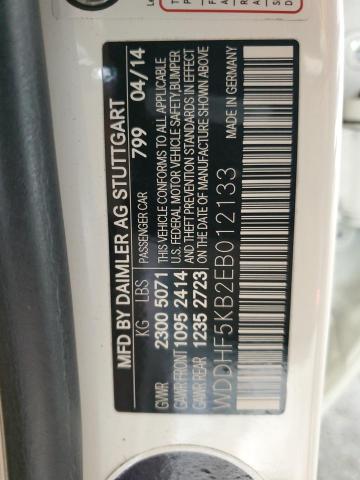 MFD BY DAIMLER AG STUTTGART
KG LBS PASSENGER CAR 799 04/14
GVWR 2300 5071 THIS VEHICLE CONFORMS TO ALL APPLICABLE
GAWR FRONT 1095 2414 U.S. FEDERAL MOTOR VEHICLE SAFETY, BUMPER
GAWR REAR 1235 2723 AND THEFT PREVENTION STANDARDS IN EFFECT
ON THE DATE OF MANUFACTURE SHOWN ABOVE
WDDHF5KB2EB012133 MADE IN GERMANY